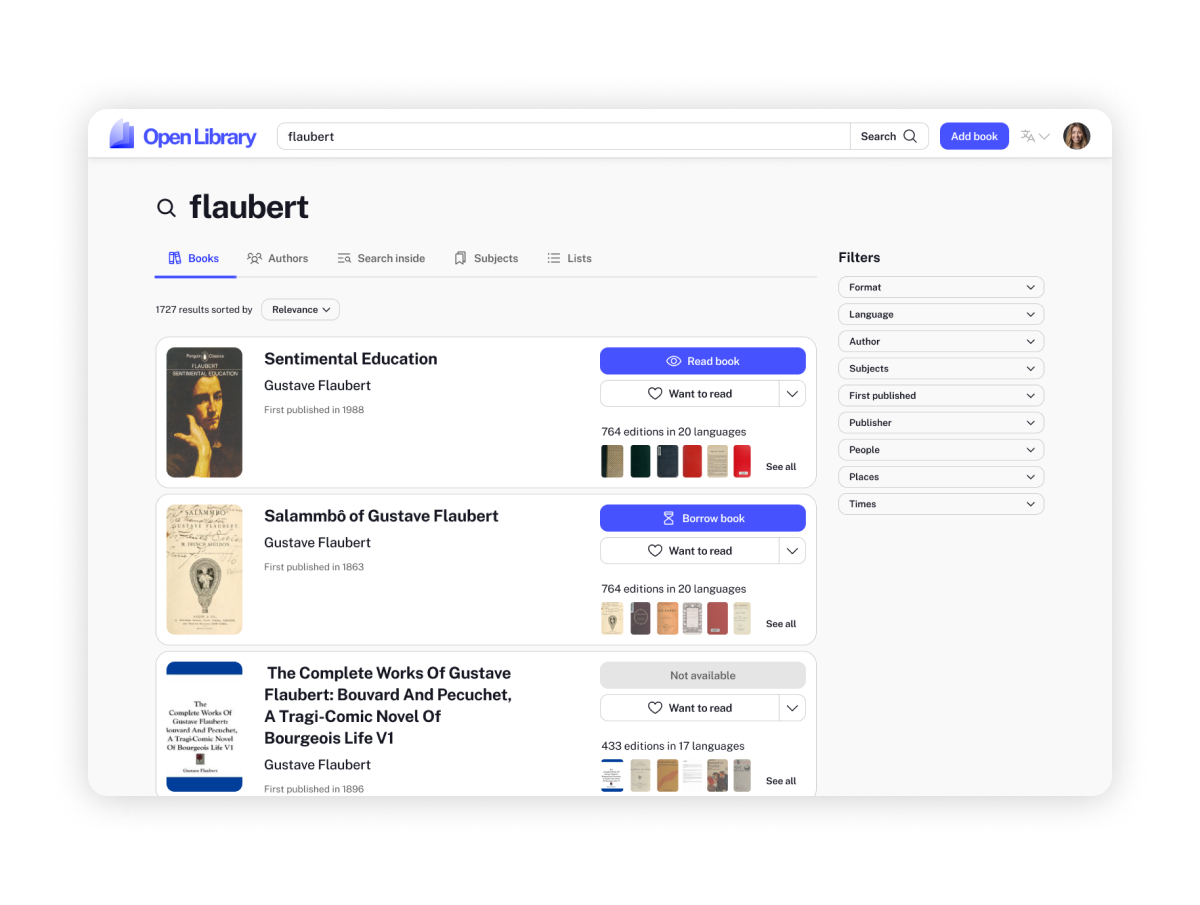 Open Library
flaubert
Search
Add book
flaubert
Books
Authors
Search inside
Subjects
Lists
1727 results sorted by
Relevance
Penguin Classics
FLAUBERT
SENTIMENTAL EDUCATION
Sentimental Education
Gustave Flaubert
First published in 1988
Read book
Want to read
764 editions in 20 languages
See all
SALAMMBÔ
GUSTAVE FLAUBERT
Salammbô of Gustave Flaubert
Gustave Flaubert
First published in 1863
Borrow book
Want to read
764 editions in 20 languages
See all
The
Complete Works Of
Gustave Flaubert:
Bouvard And Pecuchet,
A Tragi-Comic Novel
Of Bourgeois Life V1
Gustave Flaubert
The Complete Works Of Gustave
Flaubert: Bouvard And Pecuchet,
A Tragi-Comic Novel Of
Bourgeois Life V1
Gustave Flaubert
First published in 1896
Not available
Want to read
433 editions in 17 languages
See all
Filters
Format
Language
Author
Subjects
First published
Publisher
People
Places
Times